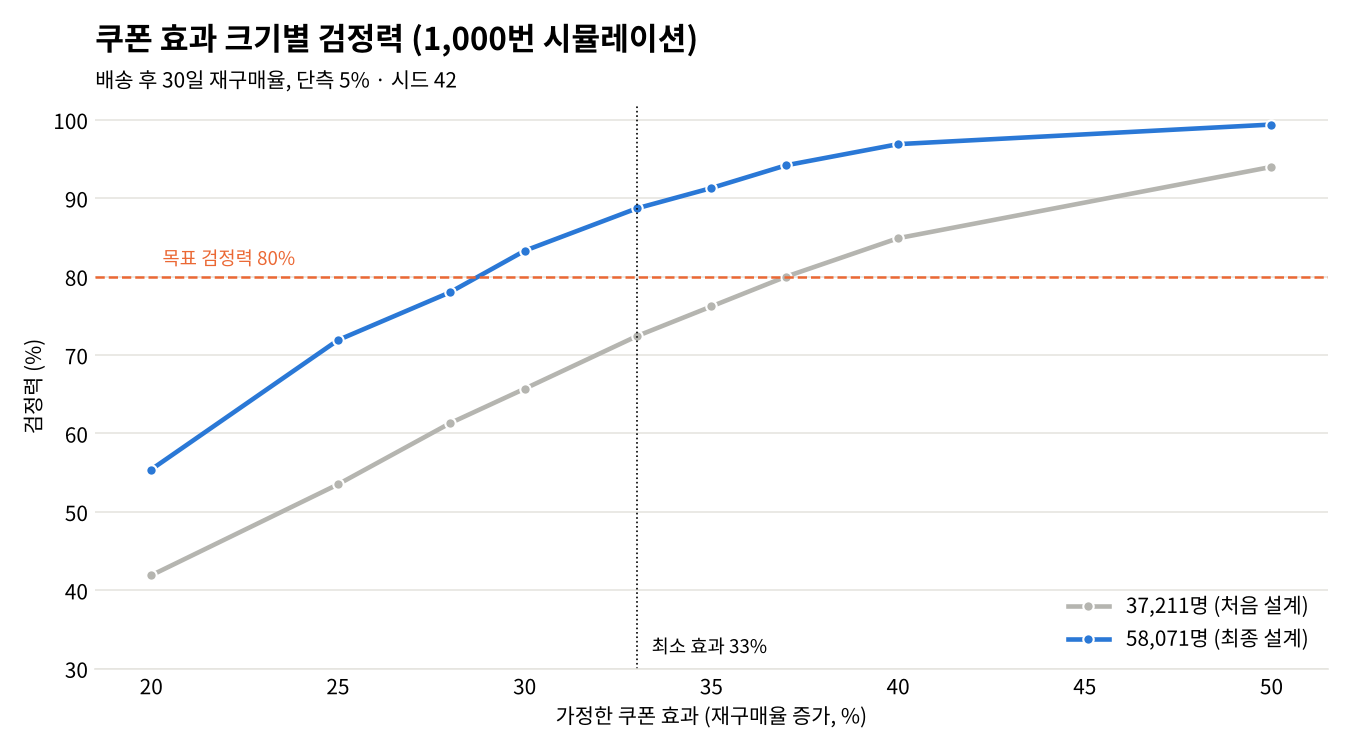 쿠폰 효과 크기별 검정력 (1,000번 시뮬레이션)
배송 후 30일 재구매율, 단측 5% · 시드 42
100
90
목표 검정력 80%
80
70
60
50
40
30
검정력 (%)
37,211명 (처음 설계)
58,071명 (최종 설계)
최소 효과 33%
20
25
30
35
40
45
50
가정한 쿠폰 효과 (재구매율 증가, %)